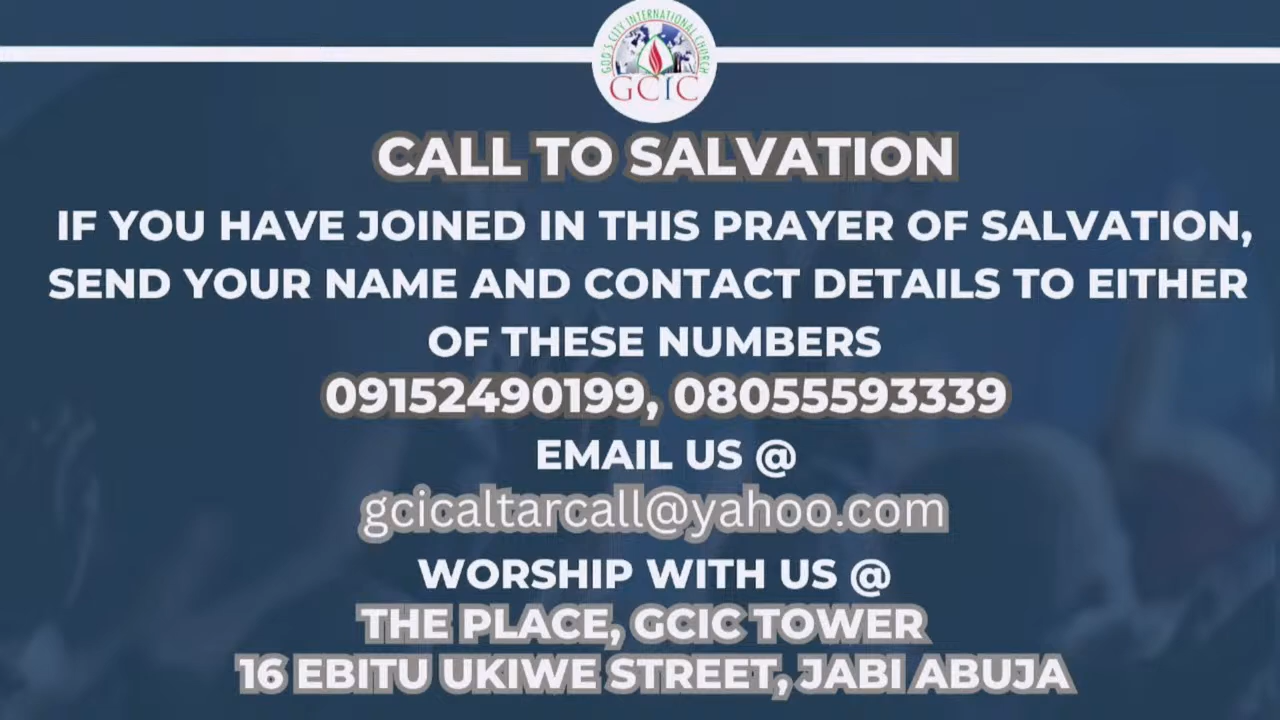 GOD'S CITY INTERNATIONAL CHURCH
GCIC
CALL TO SALVATION
IF YOU HAVE JOINED IN THIS PRAYER OF SALVATION,
SEND YOUR NAME AND CONTACT DETAILS TO EITHER
OF THESE NUMBERS
09152490199, 08055593339
EMAIL US @
gcicaltarcall@yahoo.com
WORSHIP WITH US @
THE PLACE, GCIC TOWER
16 EBITU UKIWE STREET, JABI ABUJA